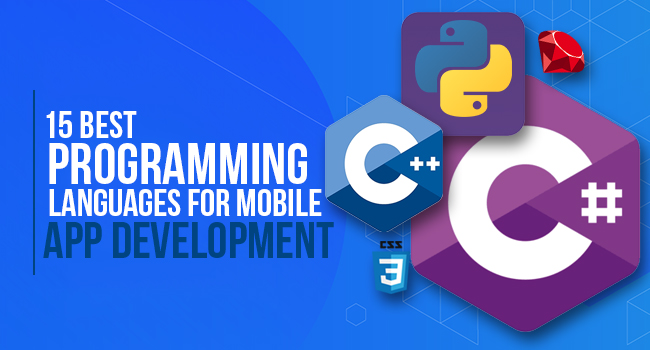 15 BEST
PROGRAMMING
LANGUAGES FOR MOBILE
APP DEVELOPMENT
C++
C#
CSS
3